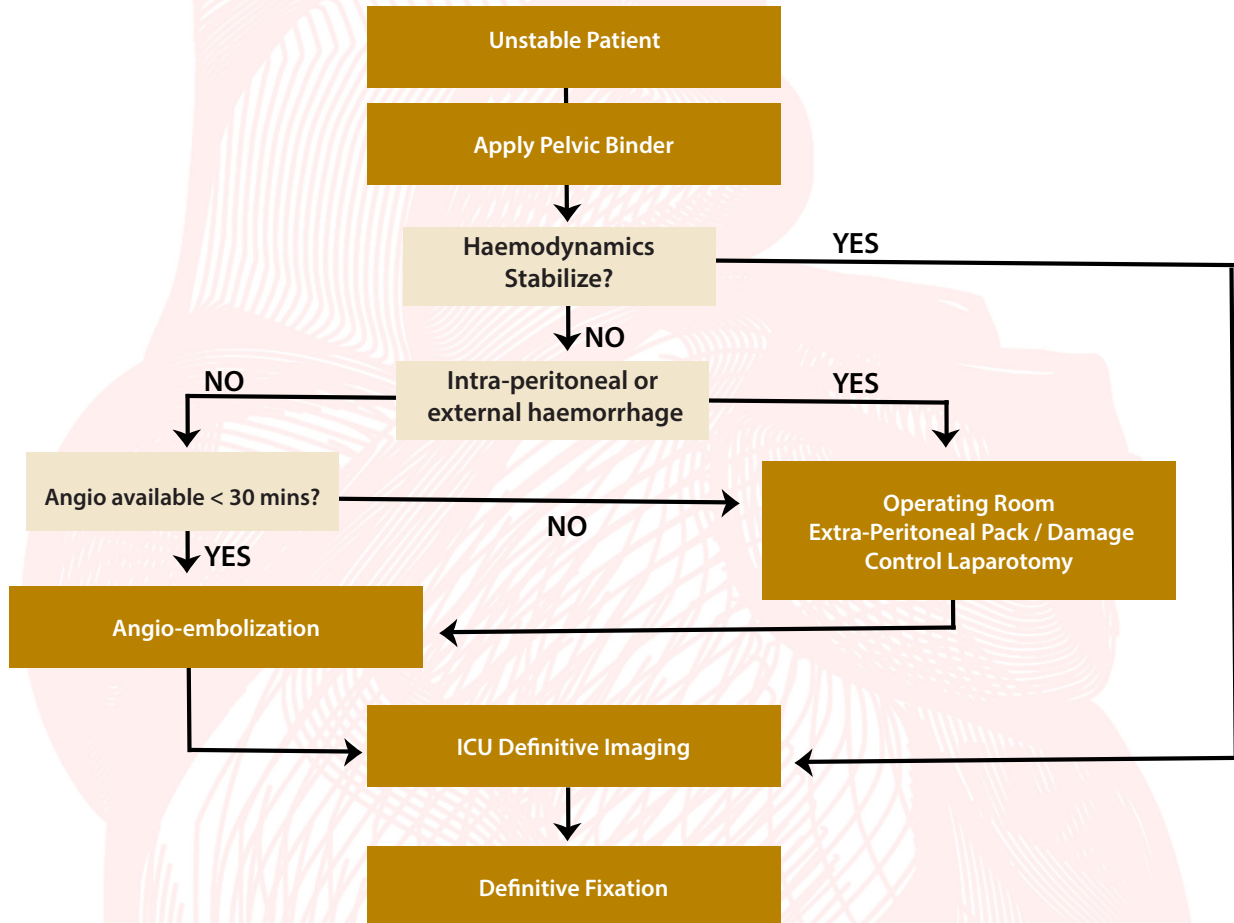 Unstable Patient
Apply Pelvic Binder
Haemodynamics
Stabilize?
YES
NO
Intra-peritoneal or
external haemorrhage
NO
YES
Angio available < 30 mins?
NO
YES
Operating Room
Extra-Peritoneal Pack / Damage
Control Laparotomy
Angio-embolization
ICU Definitive Imaging
Definitive Fixation